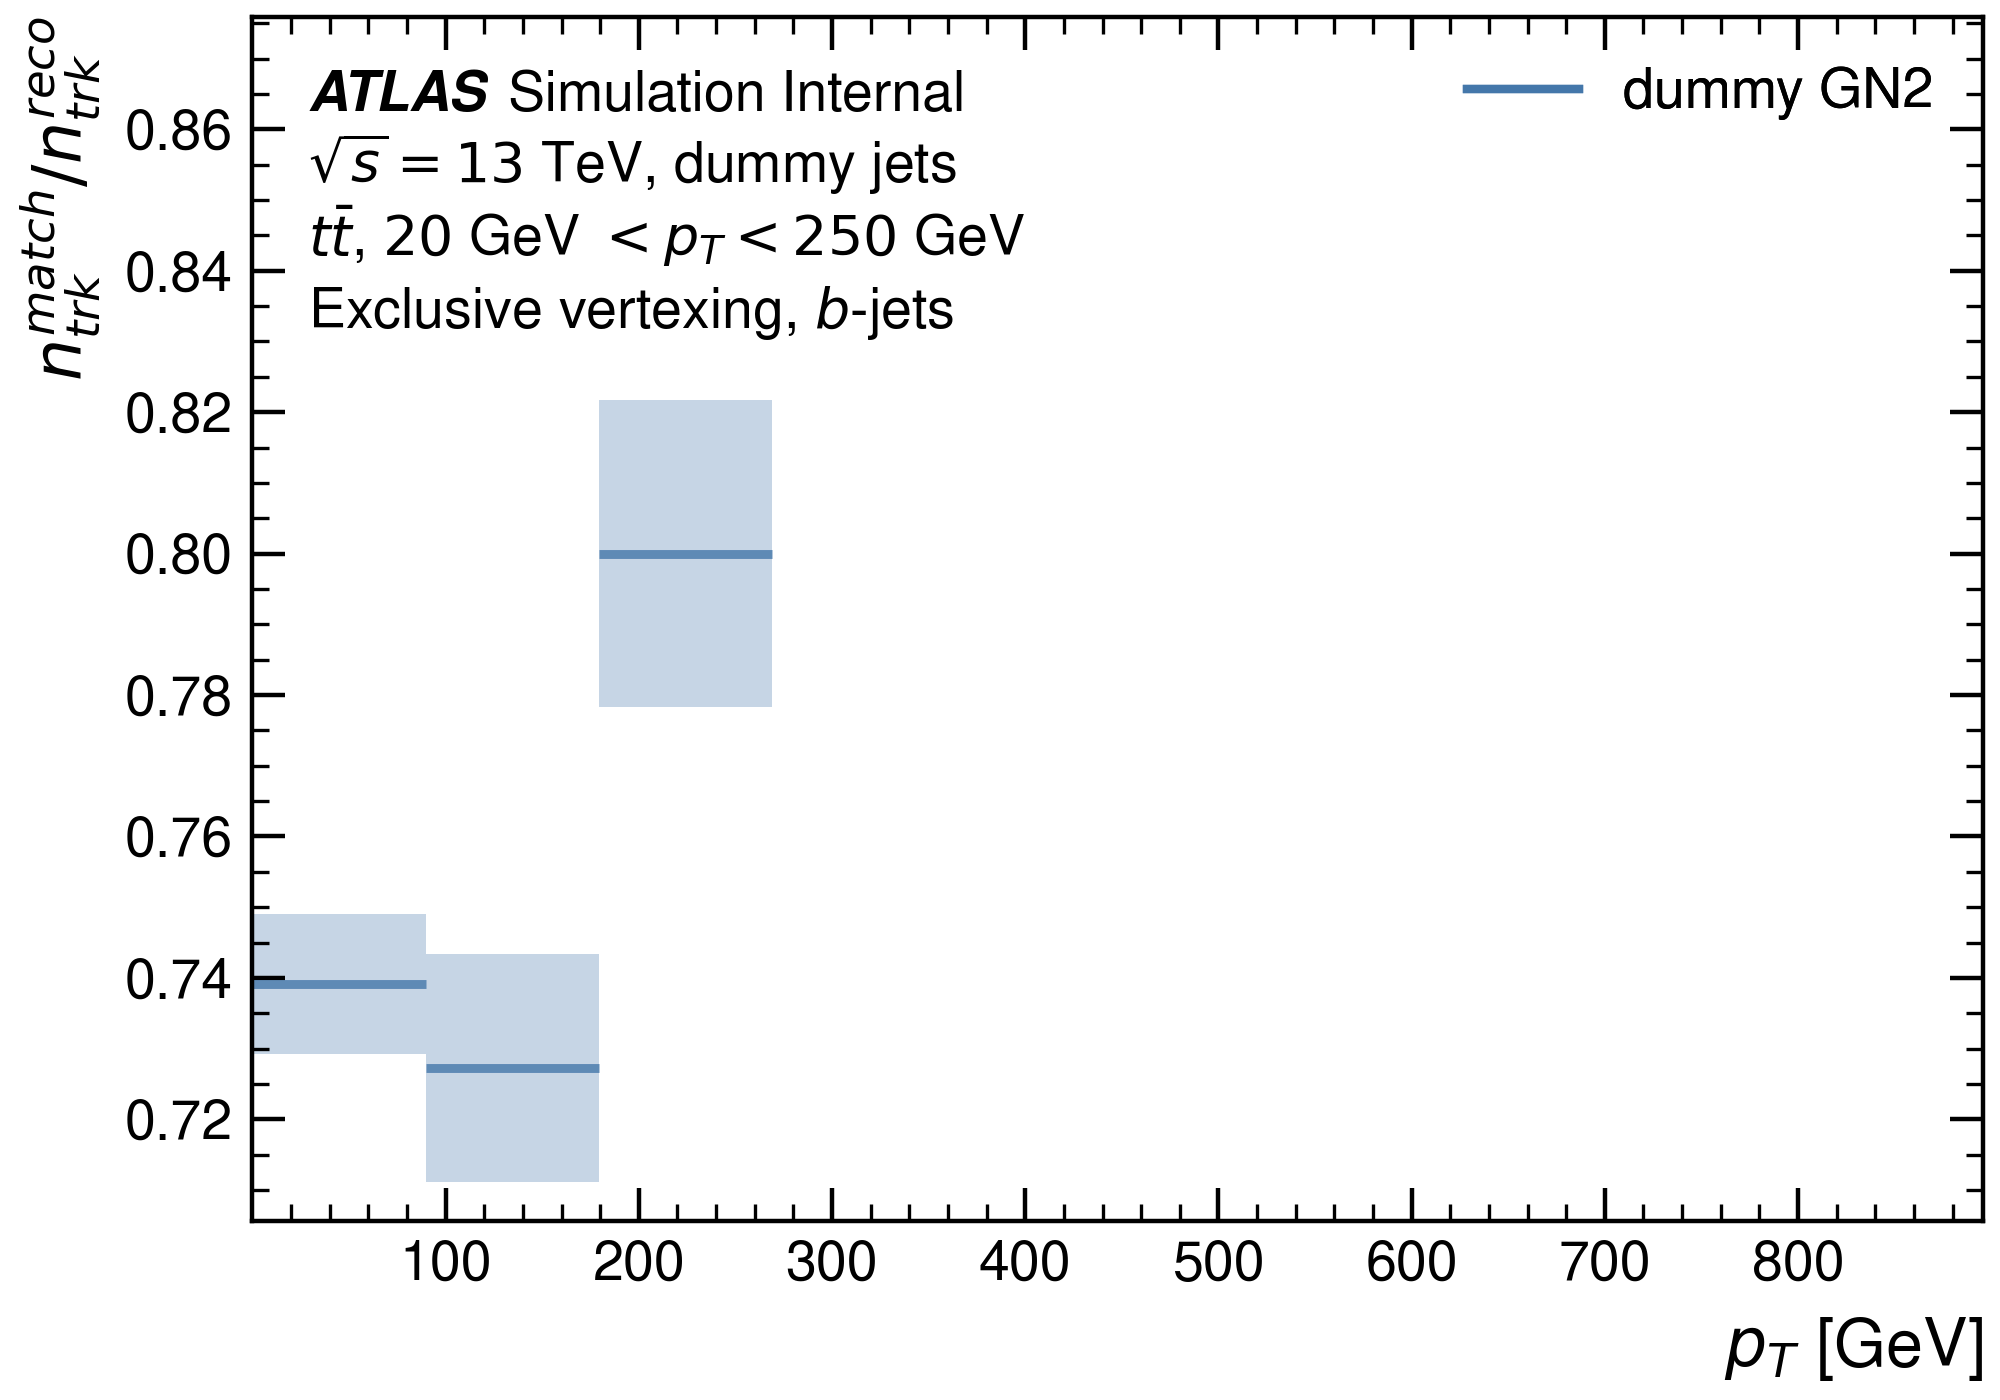 ATLAS Simulation Internal
√s = 13 TeV, dummy jets
tt̄, 20 GeV < p_T < 250 GeV
Exclusive vertexing, b-jets
dummy GN2
n_trk^match/n_trk^reco
0.86
0.84
0.82
0.80
0.78
0.76
0.74
0.72
100 200 300 400 500 600 700 800
p_T [GeV]